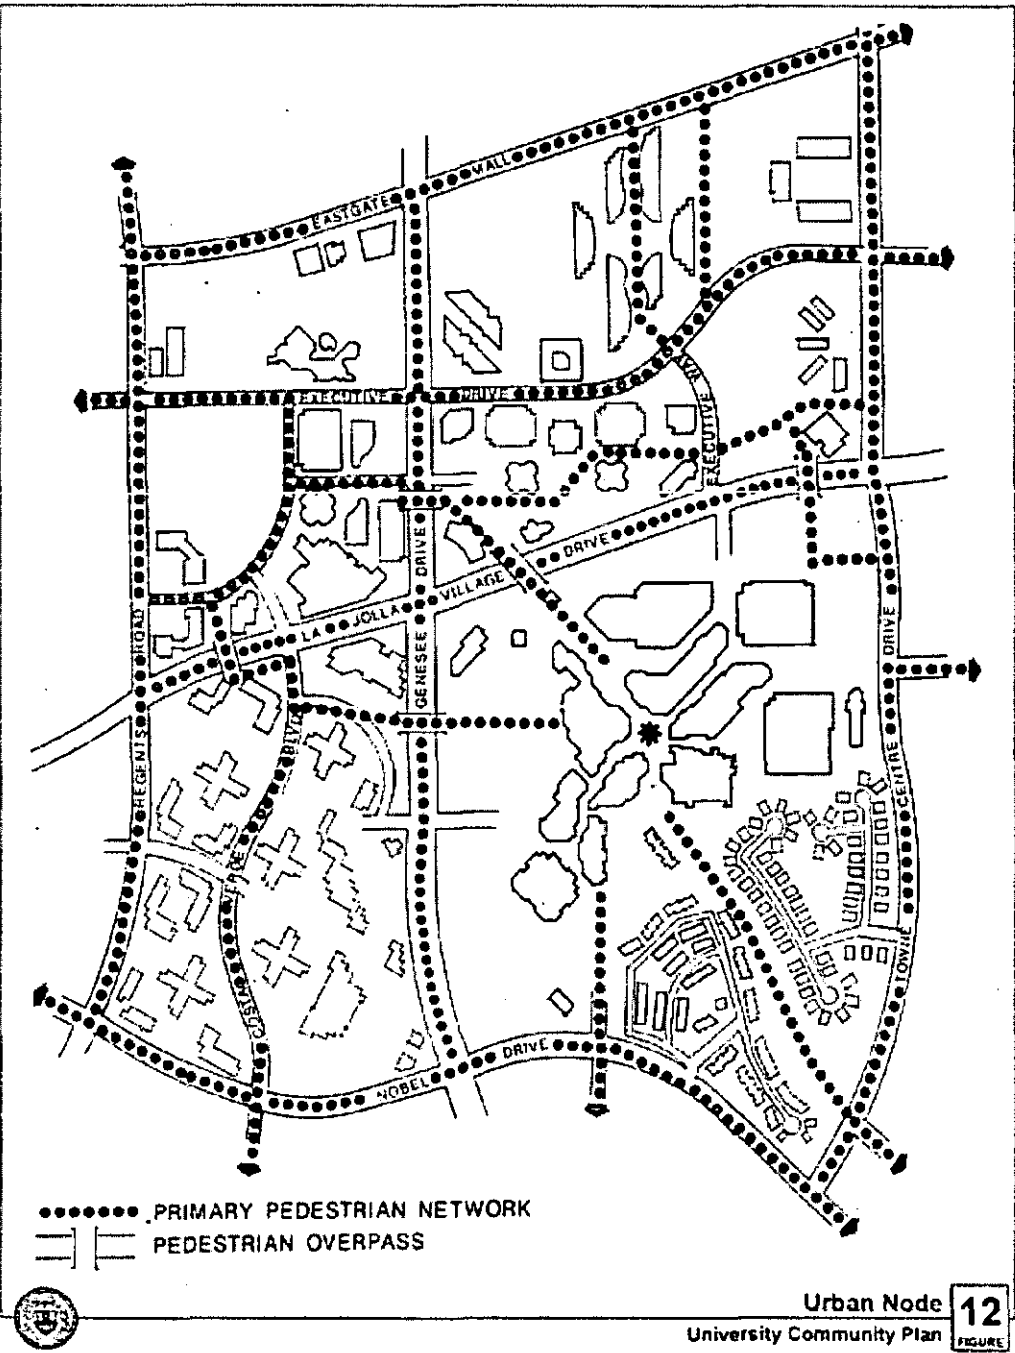 EASTGATE MALL
EXECUTIVE DRIVE
EXECUTIVE WAY
LA JOLLA VILLAGE DRIVE
GENESEE DRIVE
REGENTS ROAD
TOWNE CENTRE DRIVE
BLVD
COSTA VERDE
NOBEL DRIVE
PRIMARY PEDESTRIAN NETWORK
PEDESTRIAN OVERPASS
Urban Node
University Community Plan
12
FIGURE